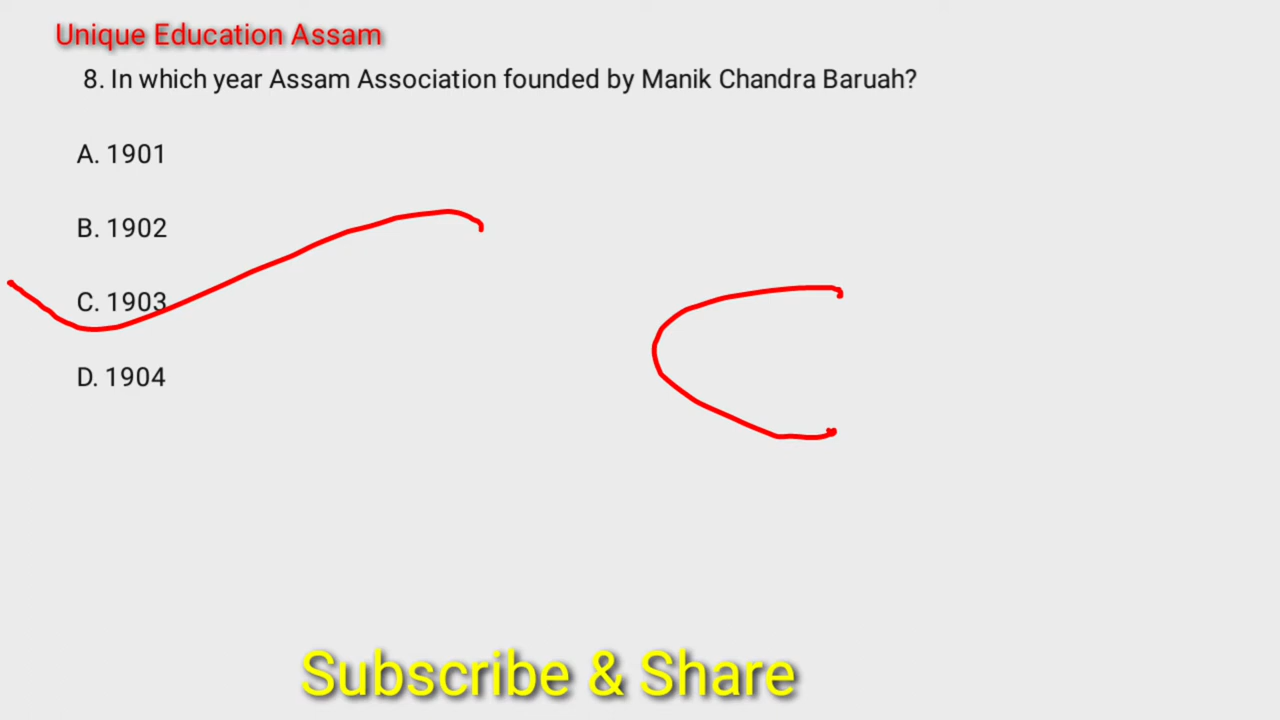 Unique Education Assam
8. In which year Assam Association founded by Manik Chandra Baruah?
A. 1901
B. 1902
C. 1903
D. 1904
C
Subscribe & Share